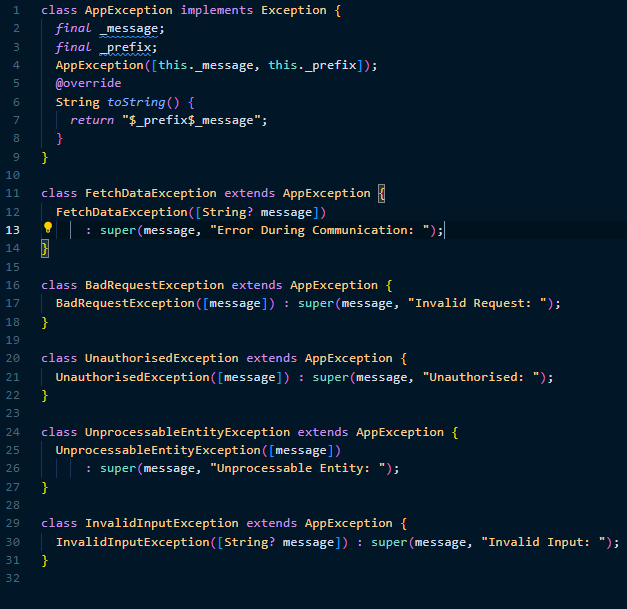 1 class AppException implements Exception {
2 final _message;
3 final _prefix;
4 AppException([this._message, this._prefix]);
5 @override
6 String toString() {
7 return "$_prefix$_message";
8 }
9 }
10
11 class FetchDataException extends AppException {
12 FetchDataException([String? message])
13 : super(message, "Error During Communication: ");
14 }
15
16 class BadRequestException extends AppException {
17 BadRequestException([message]) : super(message, "Invalid Request: ");
18 }
19
20 class UnauthorisedException extends AppException {
21 UnauthorisedException([message]) : super(message, "Unauthorised: ");
22 }
23
24 class UnprocessableEntityException extends AppException {
25 UnprocessableEntityException([message])
26 : super(message, "Unprocessable Entity: ");
27 }
28
29 class InvalidInputException extends AppException {
30 InvalidInputException([String? message]) : super(message, "Invalid Input: ");
31 }
32